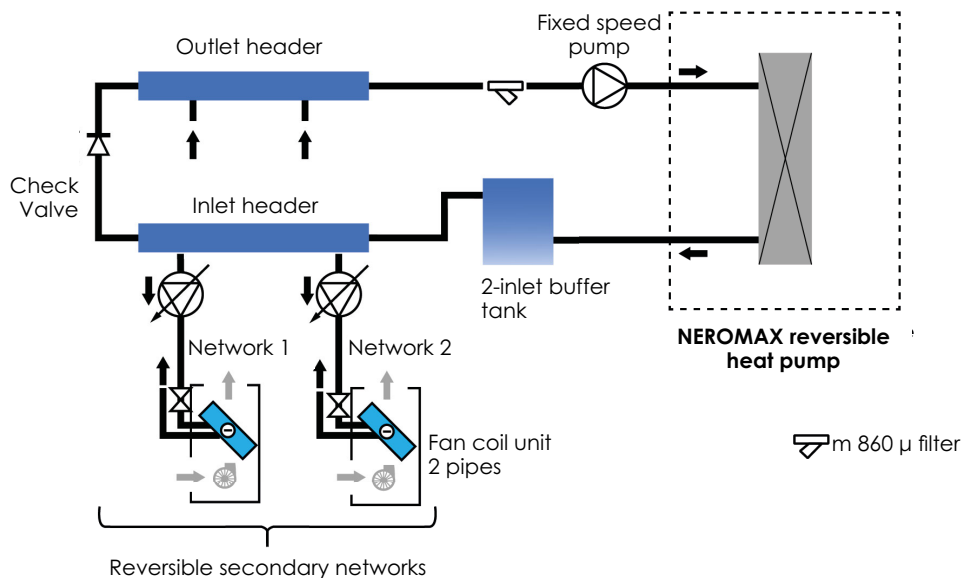 Fixed speed
pump
Outlet header
Check
Valve
Inlet header
2-inlet buffer
tank
NEROMAX reversible
heat pump
Network 1
Network 2
Fan coil unit
2 pipes
m 860 µ filter
Reversible secondary networks